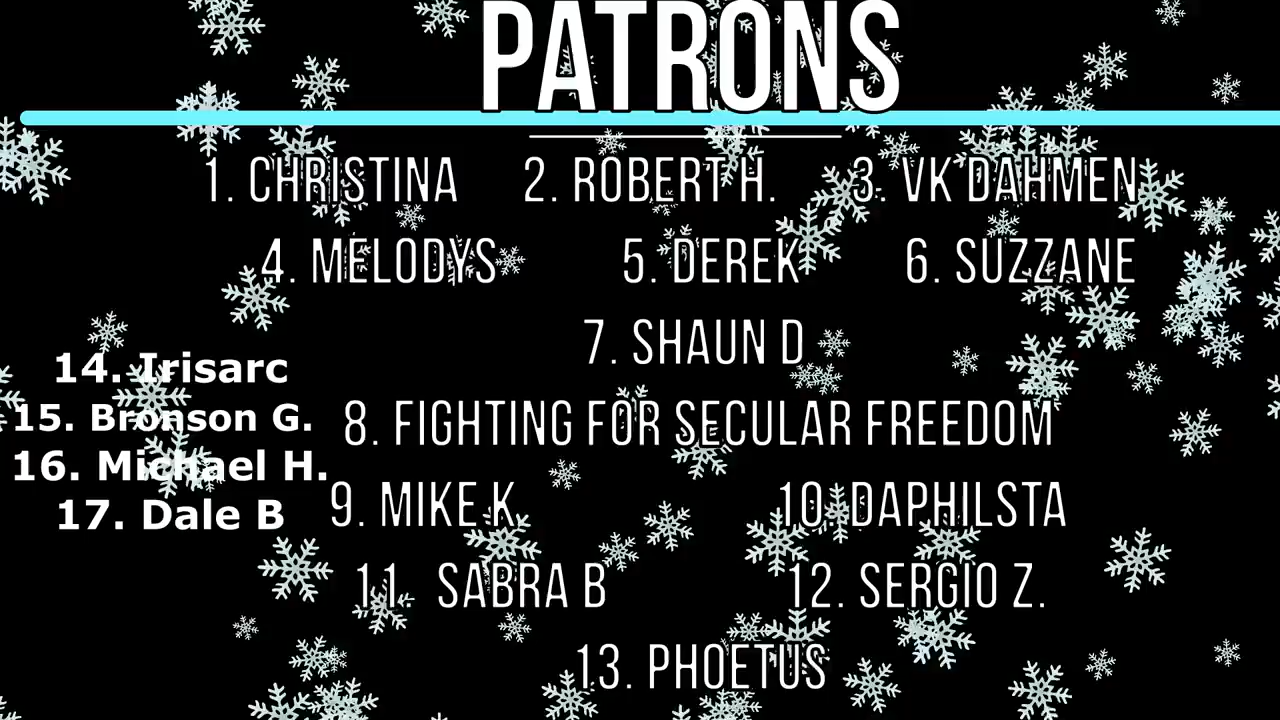 PATRONS
1. CHRISTINA 2. ROBERT H. 3. VK DAHMEN
4. MELODYS 5. DEREK 6. SUZZANE
7. SHAUN D
8. FIGHTING FOR SECULAR FREEDOM
9. MIKE K 10. DAPHILSTA
11. SABRA B 12. SERGIO Z.
13. PHOETUS
14. Irisarc
15. Bronson G.
16. Michael H.
17. Dale B